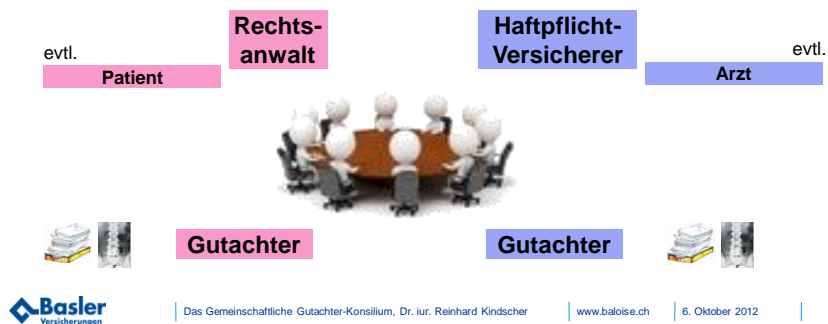 evtl.
Patient
Rechts-
anwalt
Haftpflicht-
Versicherer
evtl.
Arzt
Gutachter
Gutachter
Basler
Versicherungen
Das Gemeinschaftliche Gutachter-Konsilium, Dr. iur. Reinhard Kindscher
www.baloise.ch
6. Oktober 2012